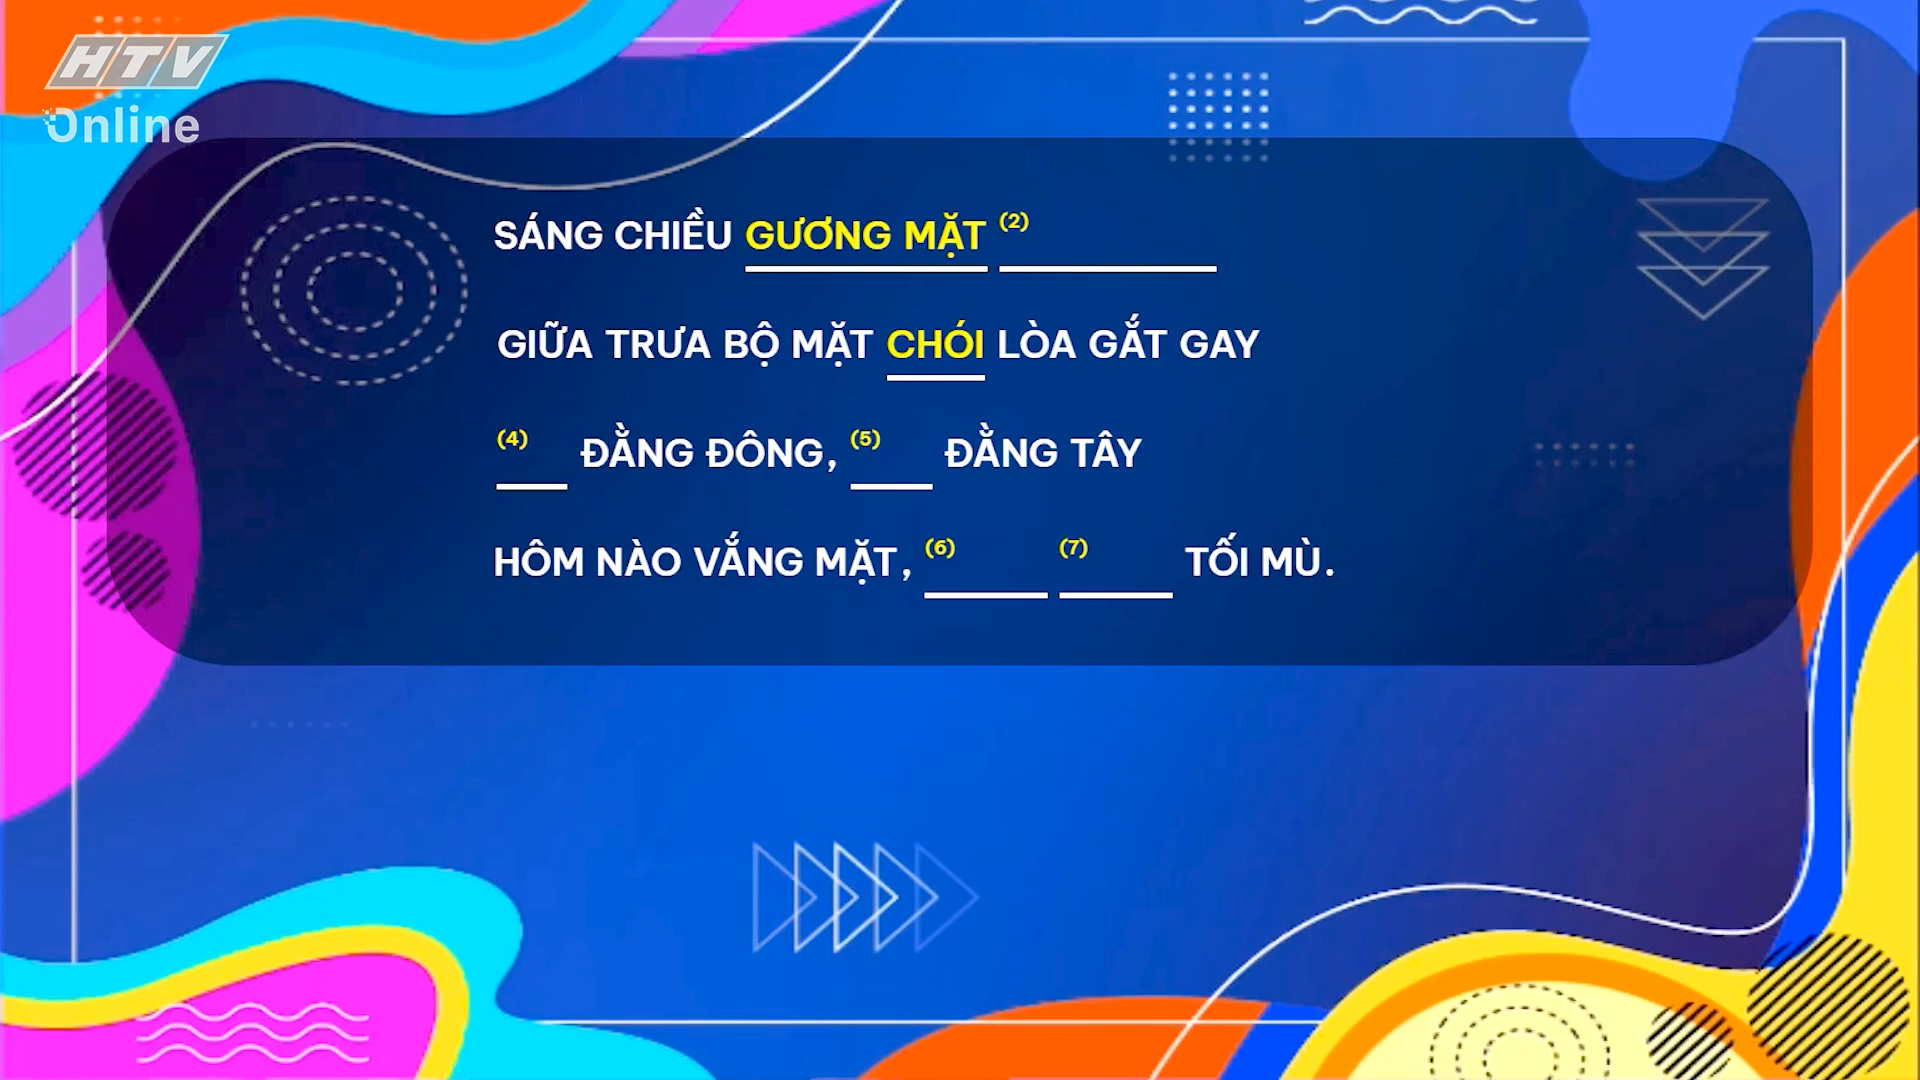 HTV
Online
SÁNG CHIỀU GƯƠNG MẶT (2)
GIỮA TRƯA BỘ MẶT CHÓI LÒA GẮT GAY
(4) ĐẰNG ĐÔNG, (5) ĐẰNG TÂY
HÔM NÀO VẮNG MẶT, (6) (7) TỐI MÙ.